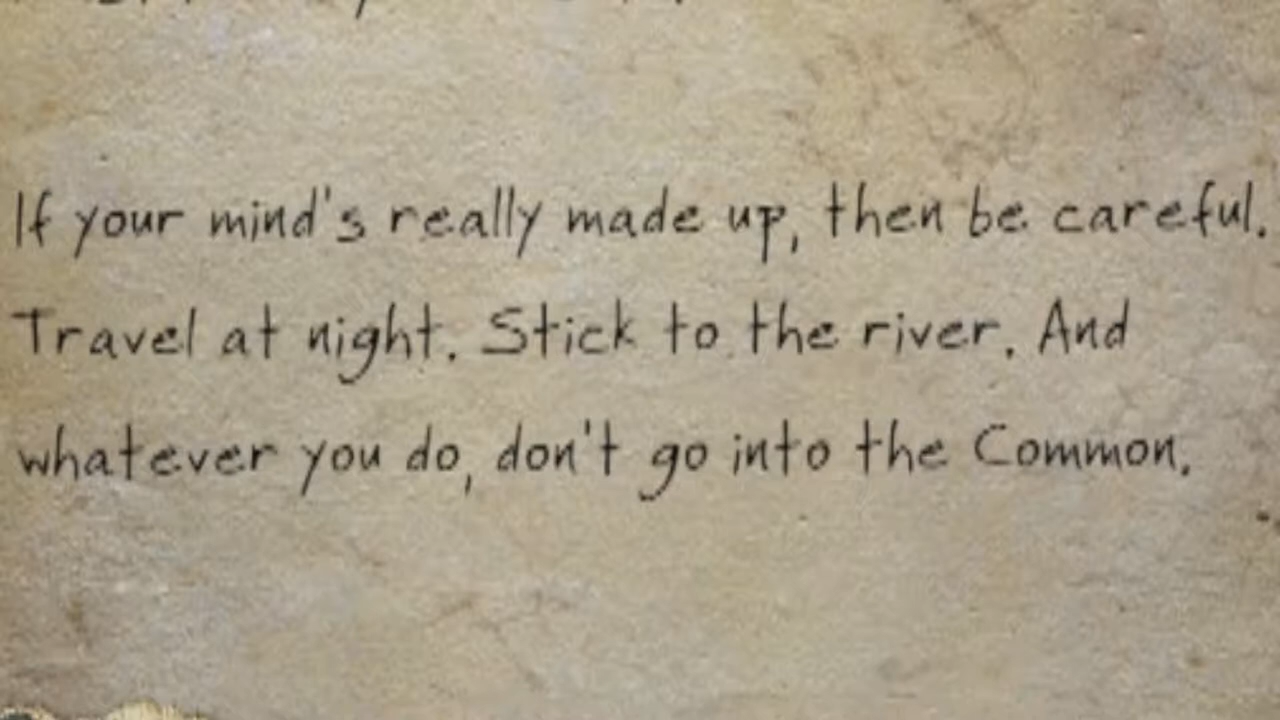 If your mind's really made up, then be careful.
Travel at night. Stick to the river. And
whatever you do, don't go into the Common.